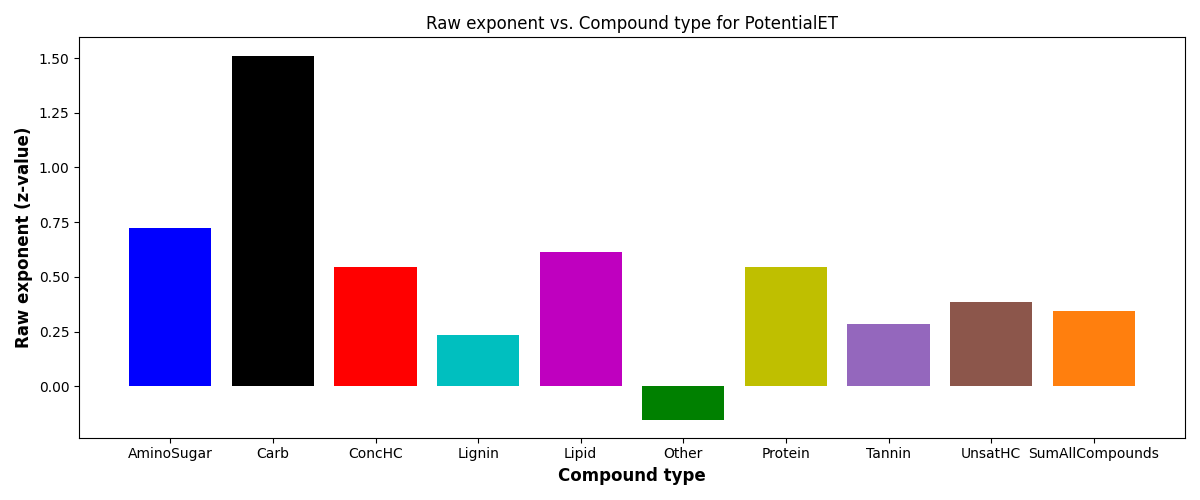 Raw exponent vs. Compound type for PotentialET
Raw exponent (z-value)
1.50
1.25
1.00
0.75
0.50
0.25
0.00
AminoSugar Carb ConcHC Lignin Lipid Other Protein Tannin UnsatHC SumAllCompounds
Compound type